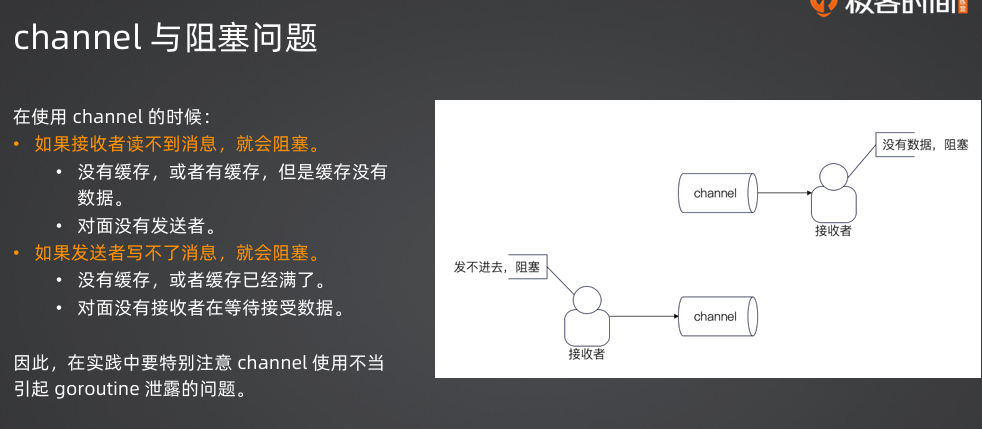 极客时间
channel 与阻塞问题
在使用 channel 的时候：
• 如果接收者读不到消息，就会阻塞。
• 没有缓存，或者有缓存，但是缓存没有
数据。
• 对面没有发送者。
• 如果发送者写不了消息，就会阻塞。
• 没有缓存，或者缓存已经满了。
• 对面没有接收者在等待接受数据。
因此，在实践中要特别注意 channel 使用不当
引起 goroutine 泄露的问题。
没有数据，阻塞
channel
接收者
发不进去，阻塞
channel
接收者